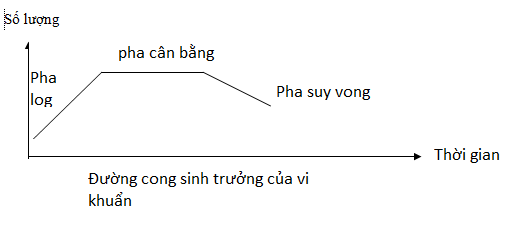 Số lượng
pha cân bằng
Pha
log
Pha suy vong
Thời gian
Đường cong sinh trưởng của vi
khuẩn